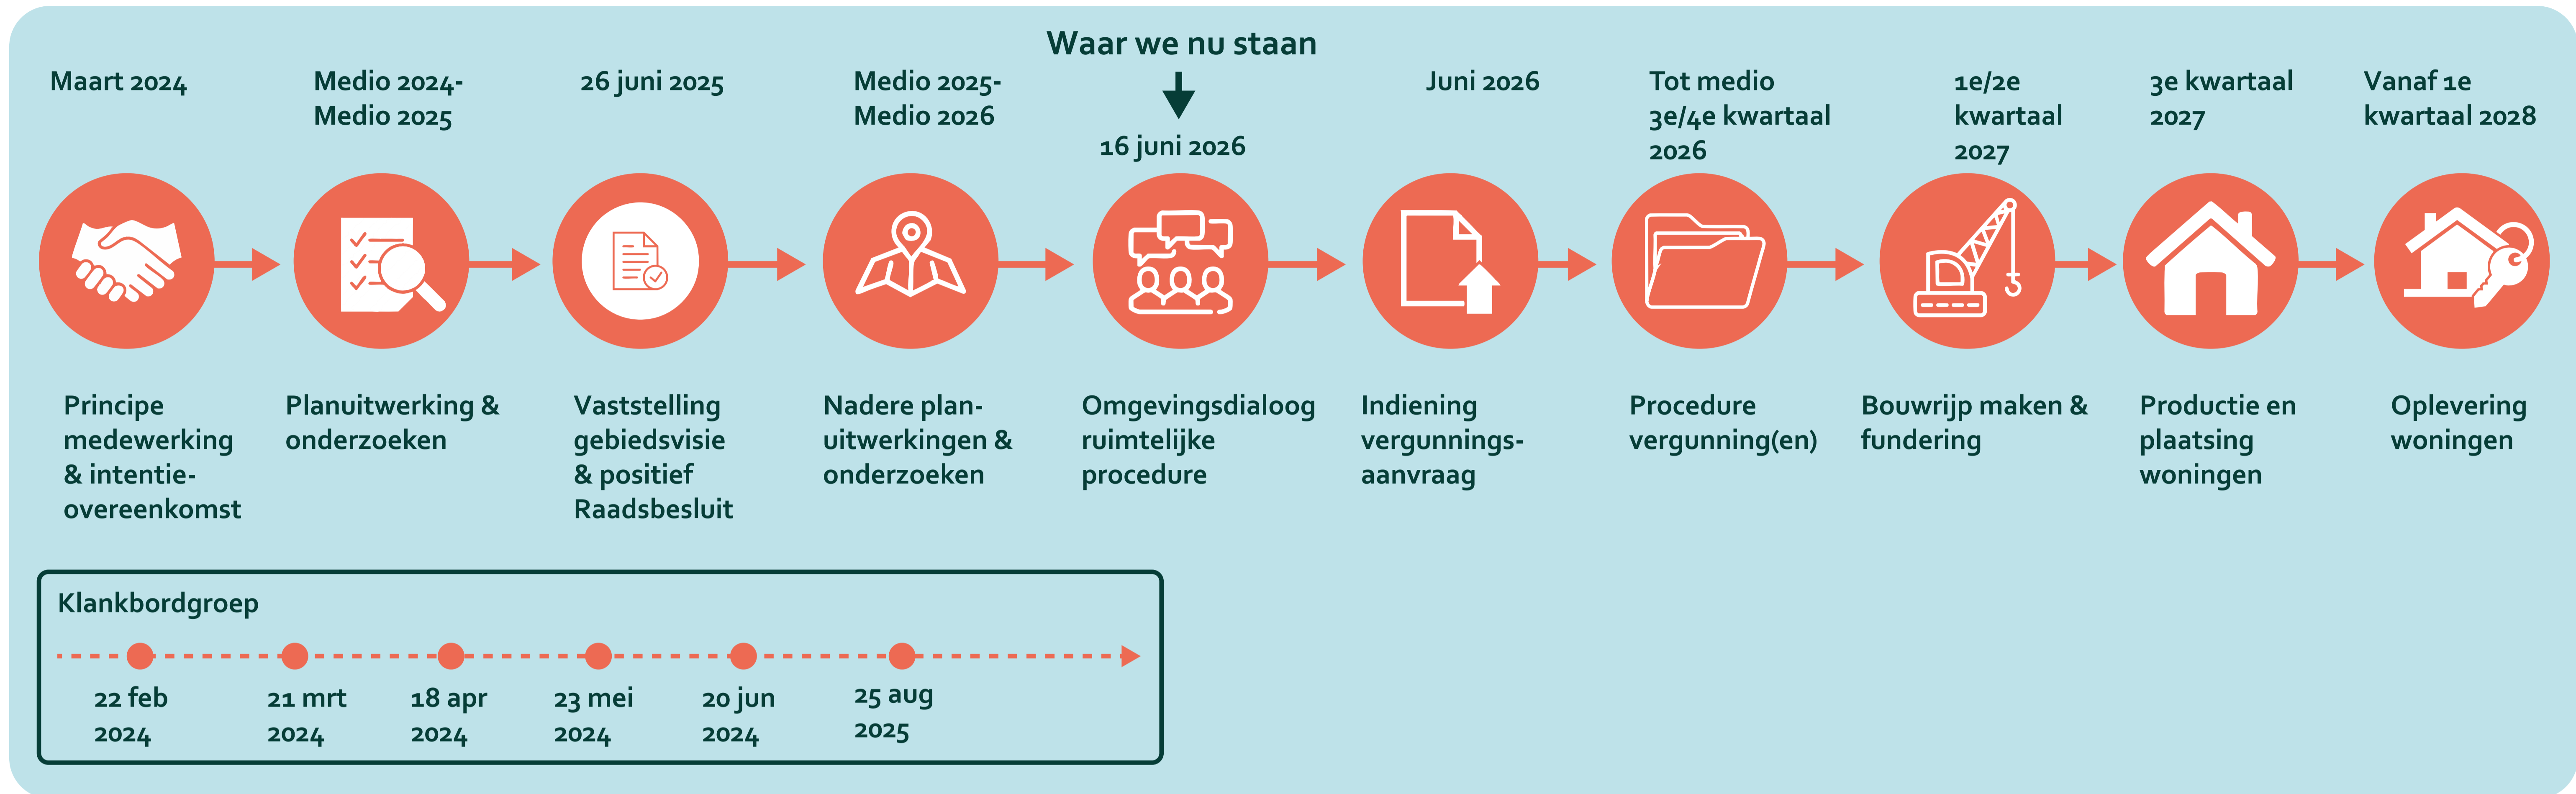 Waar we nu staan
Maart 2024
Medio 2024-
Medio 2025
26 juni 2025
Medio 2025-
Medio 2026
16 juni 2026
Juni 2026
Tot medio
3e/4e kwartaal
2026
1e/2e
kwartaal
2027
3e kwartaal
2027
Vanaf 1e
kwartaal 2028
Principe
medewerking
& intentie-
overeenkomst
Planuitwerking &
onderzoeken
Vaststelling
gebiedsvisie
& positief
Raadsbesluit
Nadere plan-
uitwerkingen &
onderzoeken
Omgevingsdialoog
ruimtelijke
procedure
Indiening
vergunnings-
aanvraag
Procedure
vergunning(en)
Bouwrijp maken &
fundering
Productie en
plaatsing
woningen
Oplevering
woningen
Klankbordgroep
22 feb
2024
21 mrt
2024
18 apr
2024
23 mei
2024
20 jun
2024
25 aug
2025